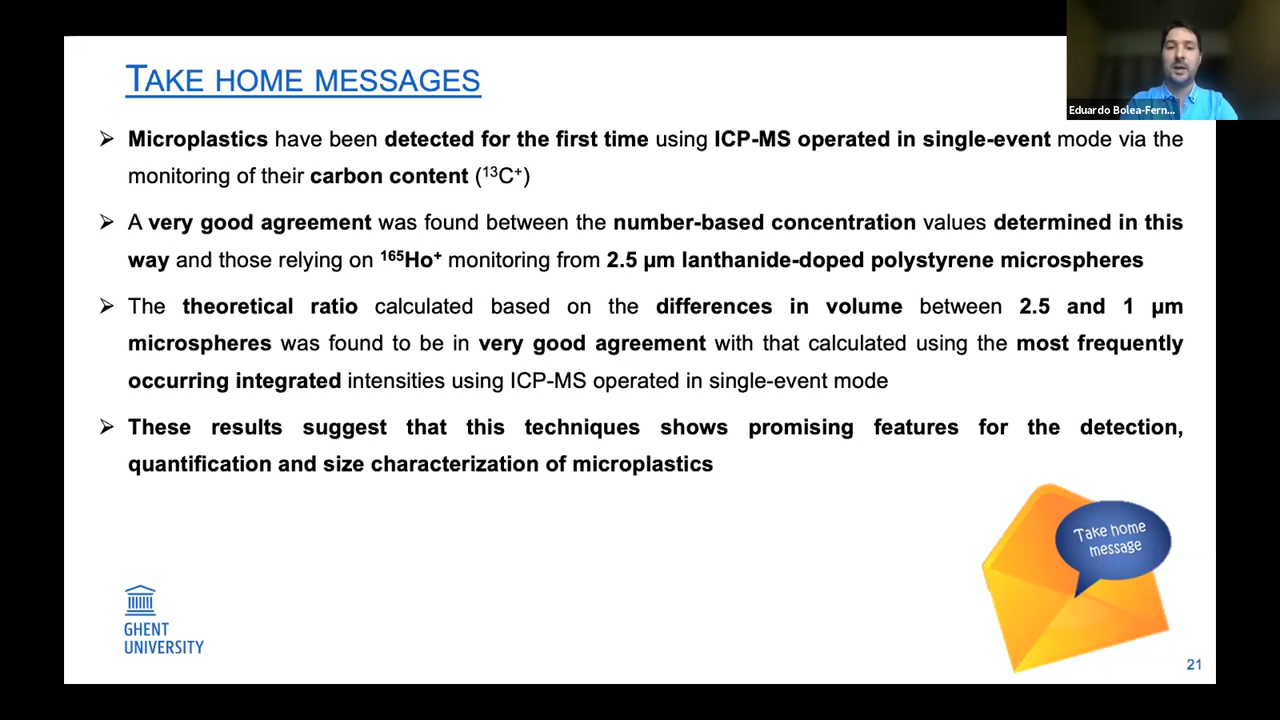 TAKE HOME MESSAGES
Eduardo Bolea-Fern...
➢ Microplastics have been detected for the first time using ICP-MS operated in single-event mode via the
monitoring of their carbon content (¹³C⁺)
➢ A very good agreement was found between the number-based concentration values determined in this
way and those relying on ¹⁶⁵Ho⁺ monitoring from 2.5 µm lanthanide-doped polystyrene microspheres
➢ The theoretical ratio calculated based on the differences in volume between 2.5 and 1 µm
microspheres was found to be in very good agreement with that calculated using the most frequently
occurring integrated intensities using ICP-MS operated in single-event mode
➢ These results suggest that this techniques shows promising features for the detection,
quantification and size characterization of microplastics
Take home
message
GHENT
UNIVERSITY
21